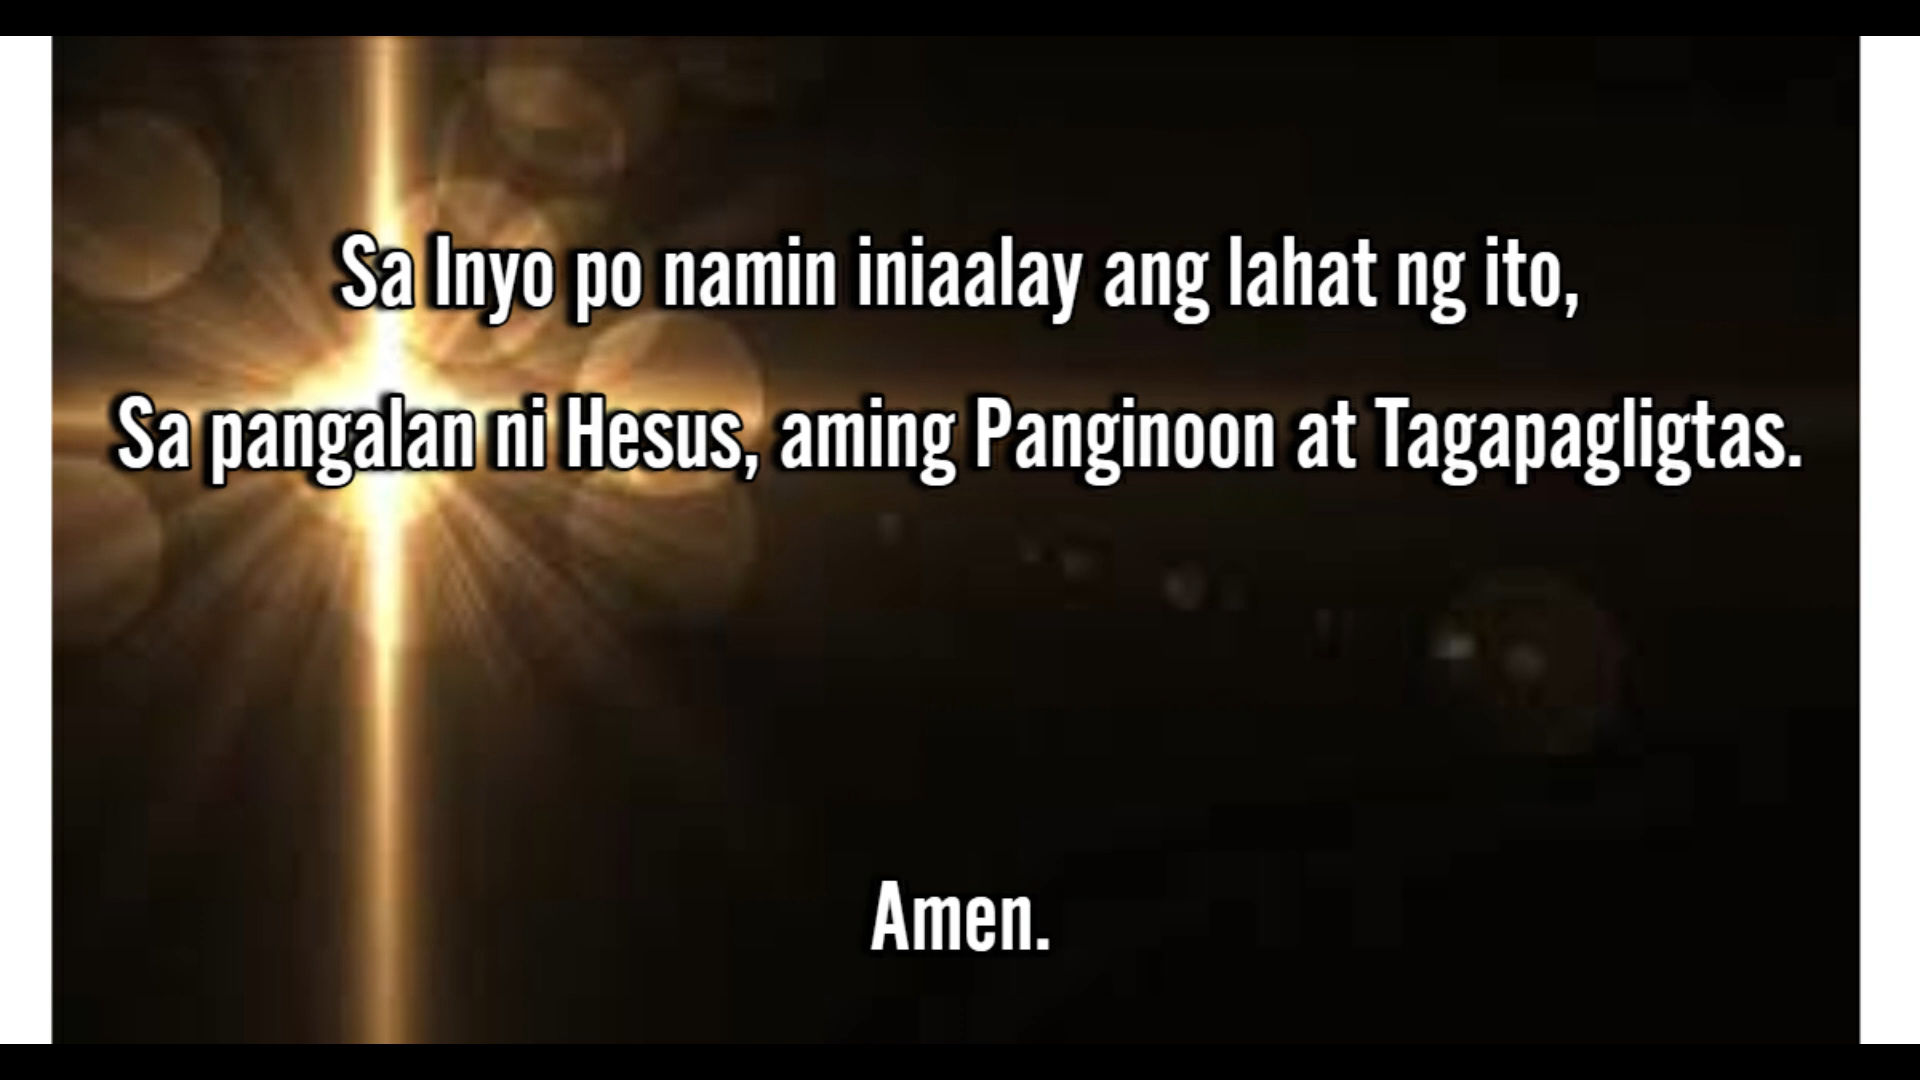 Sa Inyo po namin iniaalay ang lahat ng ito,
Sa pangalan ni Hesus, aming Panginoon at Tagapagligtas.
Amen.